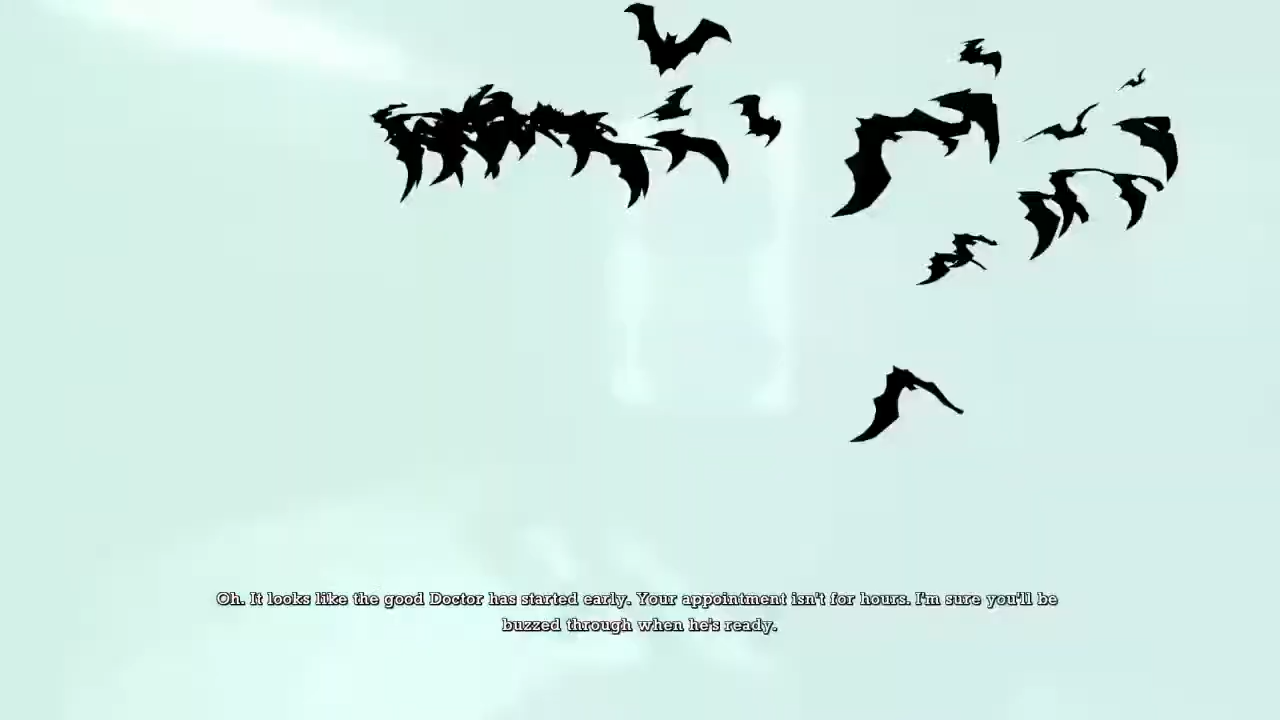 Oh. It looks like the good Doctor has started early. Your appointment isn't for hours. I'm sure you'll be
buzzed through when he's ready.